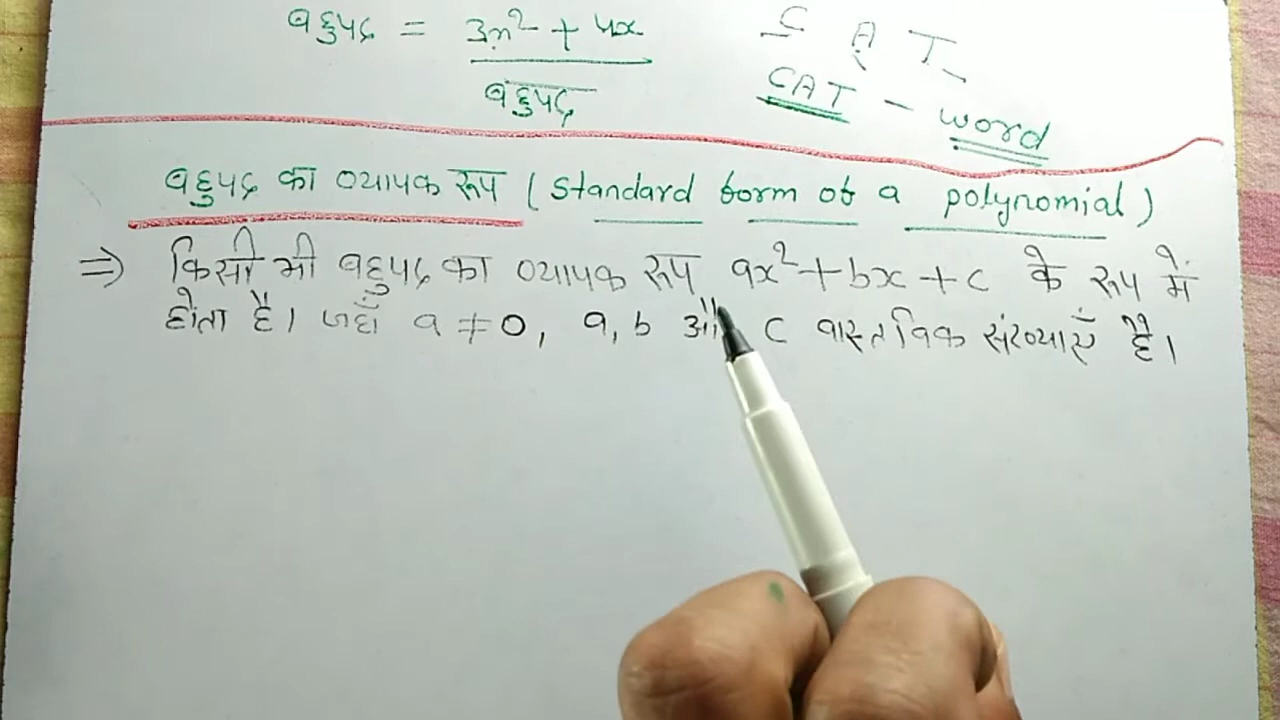 बहुपद = 3x² + 4x
बहुपद
C A T
CAT - word
बहुपद का व्यापक रूप (Standard form of a polynomial)
⇒ किसी भी बहुपद का व्यापक रूप ax² + bx + c के रूप में
होता है। जहाँ a ≠ 0, a, b c वास्तविक संख्याएँ है।